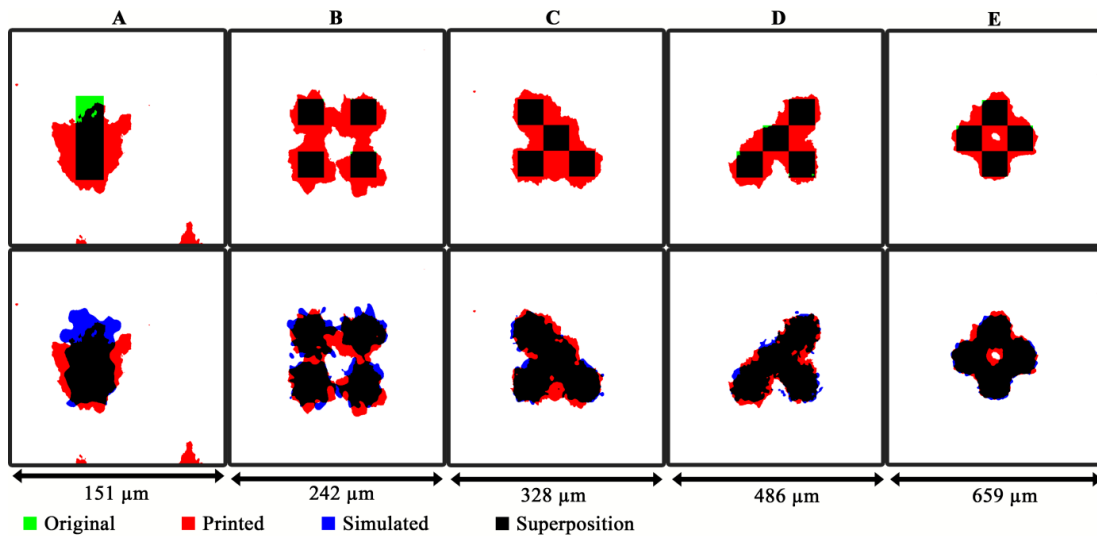 A B C D E
151 µm 242 µm 328 µm 486 µm 659 µm
Original Printed Simulated Superposition